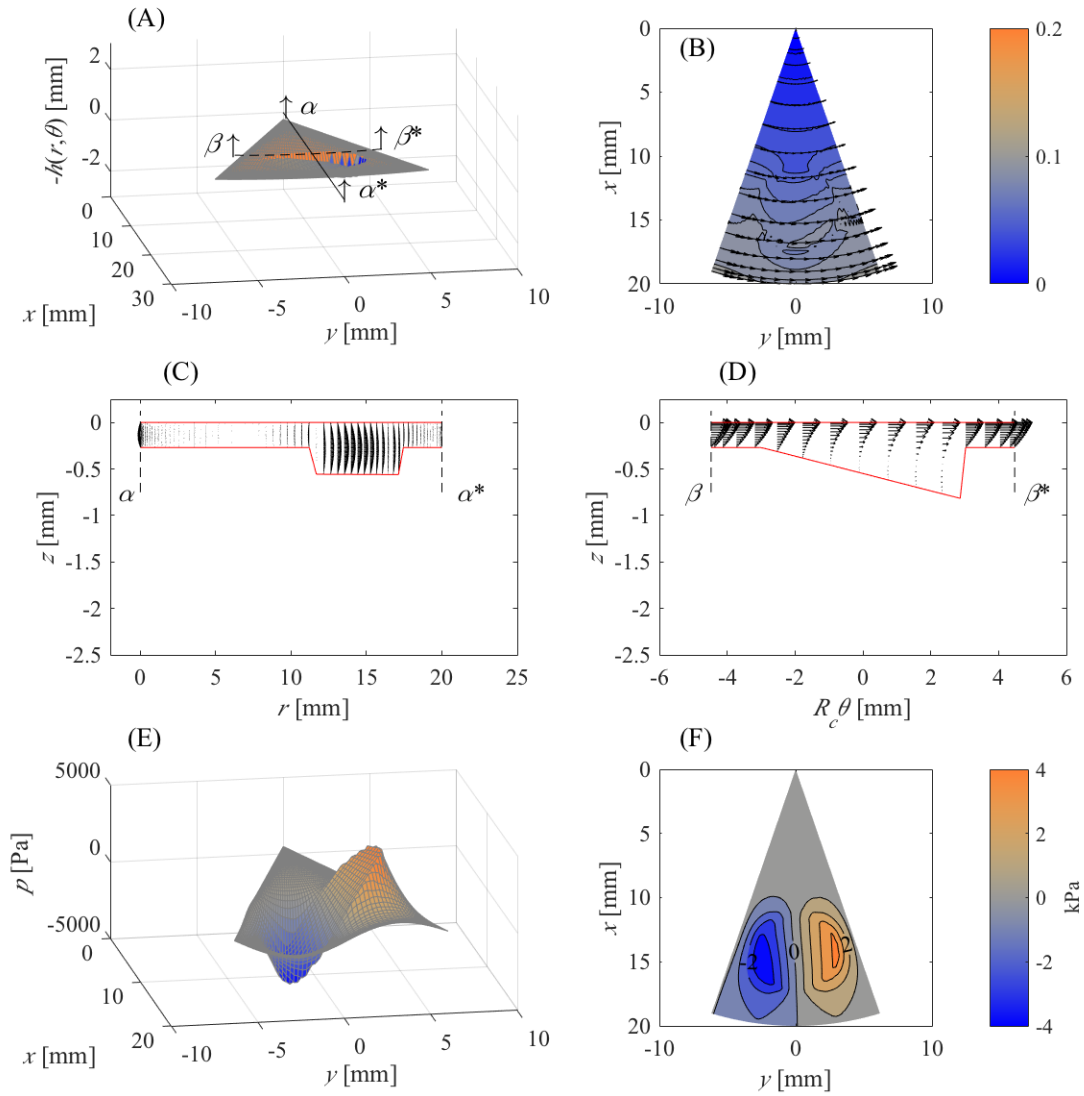 (A)
2
0
-2
-h(r,θ) [mm]
α
β
β*
α*
0
10
20
30
x [mm]
-10
-5
0
5
10
y [mm]
(B)
0
5
10
15
20
x [mm]
-10
0
10
y [mm]
0.2
0.1
0
(C)
0
-0.5
-1
-1.5
-2
-2.5
z [mm]
α
α*
0
5
10
15
20
25
r [mm]
(D)
0
-0.5
-1
-1.5
-2
-2.5
z [mm]
β
β*
-6
-4
-2
0
2
4
6
R_cθ [mm]
(E)
5000
0
-5000
p [Pa]
0
10
20
x [mm]
-10
-5
0
5
10
y [mm]
(F)
0
5
10
15
20
x [mm]
-2
0
2
-10
0
10
y [mm]
4
2
0
-2
-4
kPa